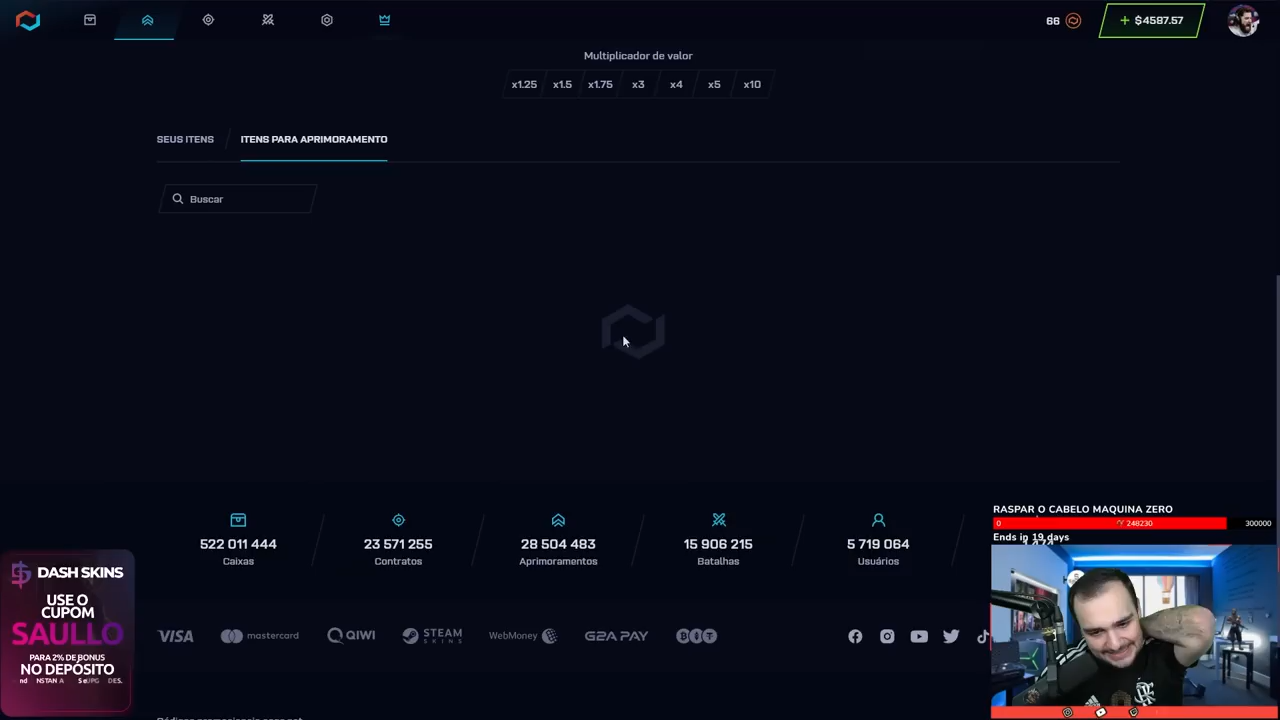 66
+ $4587.57
Multiplicador de valor
x1.25 x1.5 x1.75 x3 x4 x5 x10
SEUS ITENS
ITENS PARA APRIMORAMENTO
Buscar
522 011 444
Caixas
23 571 255
Contratos
28 504 483
Aprimoramentos
15 906 215
Batalhas
5 719 064
Usuários
VISA
mastercard
QIWI
STEAM
SKINS
WebMoney
G2A PAY
RASPAR O CABELO MAQUINA ZERO
0 248230 300000
Ends in 19 days
DASH SKINS
USE O
CUPOM
SAULLO
PARA 2% DE BONUS
NO DEPÓSITO